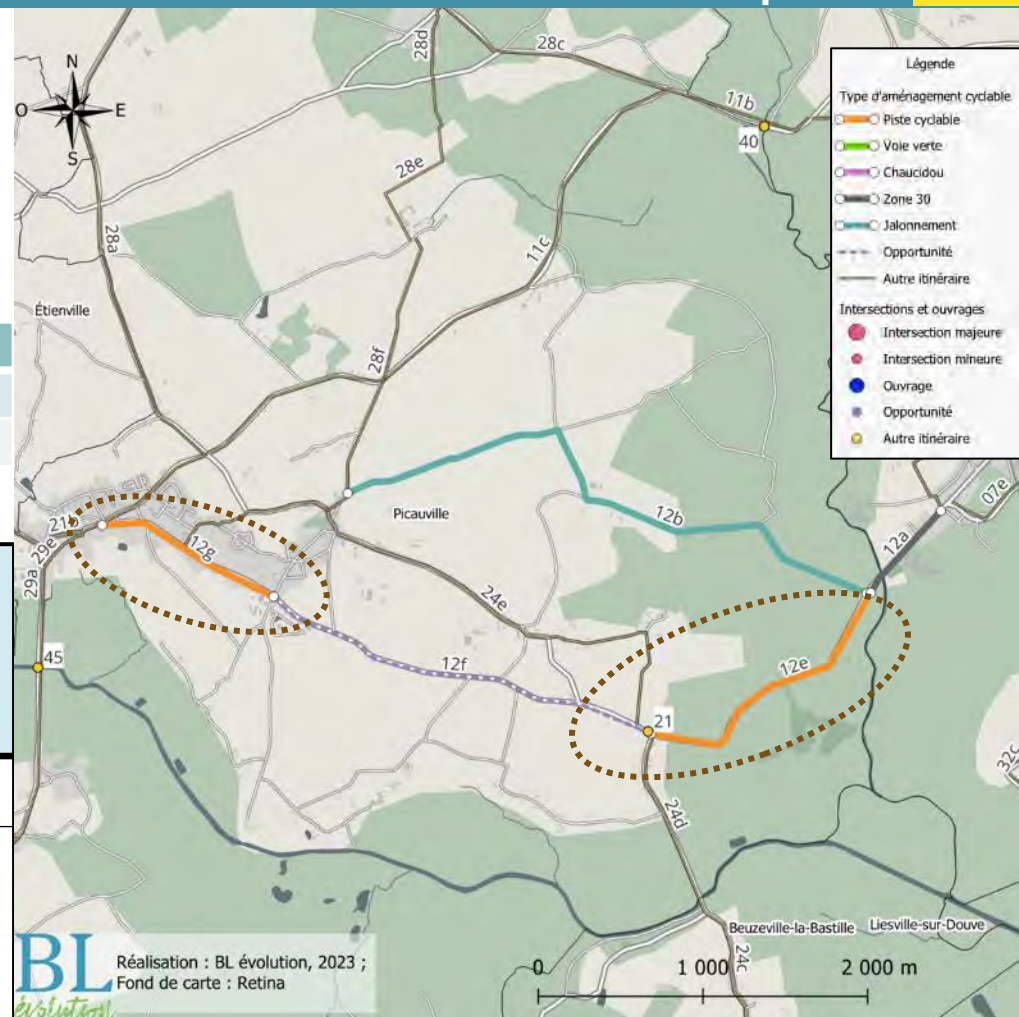 N
O
E
S
28d
28c
11b
40
28e
28a
11c
Étienville
28f
Légende
Type d'aménagement cyclable
Piste cyclable
Voie verte
Chaucidou
Zone 30
Jalonnement
Opportunité
Autre itinéraire
Intersections et ouvrages
Intersection majeure
Intersection mineure
Ouvrage
Opportunité
Autre itinéraire
07e
Picauville
12b
12a
29e
29a
12g
24e
45
12f
12e
21
32c
24d
Beuzeville-la-Bastille
Liesville-sur-Douve
24c
BL
évolution
Réalisation : BL évolution, 2023 ;
Fond de carte : Retina
0
1 000
2 000 m